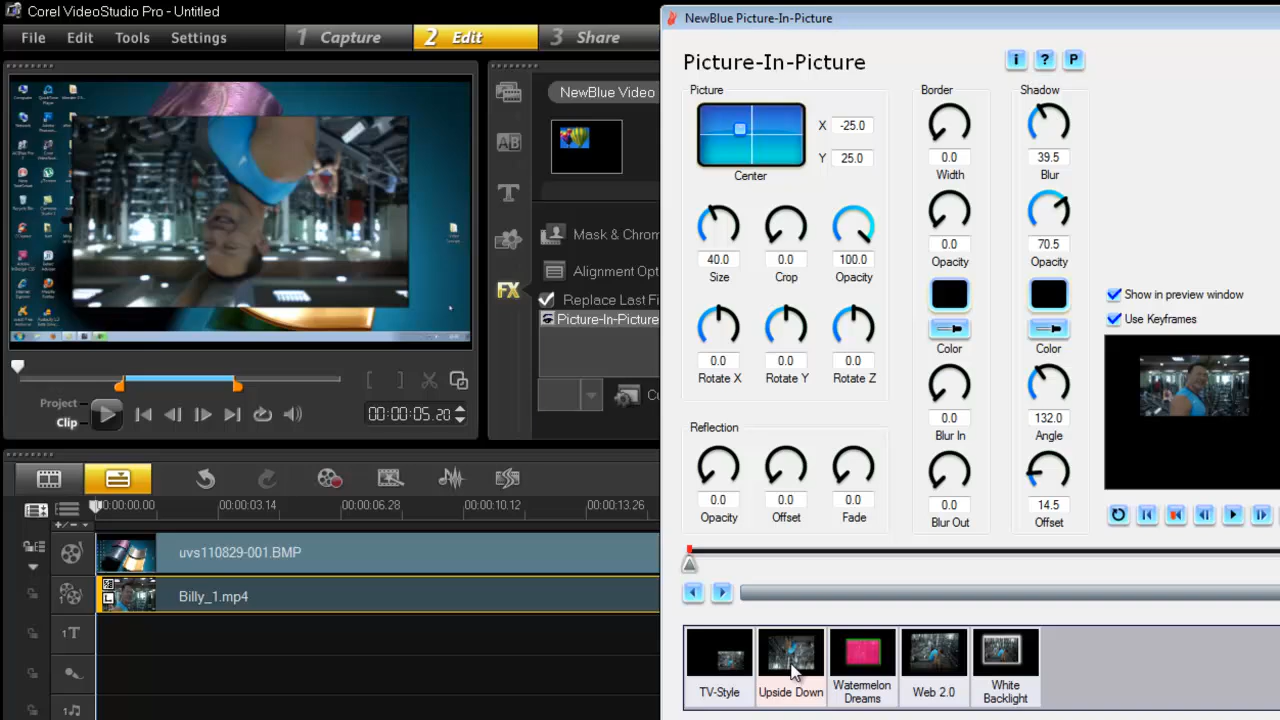 Corel VideoStudio Pro - Untitled
File Edit Tools Settings
1 Capture
2 Edit
3 Share
NewBlue Video
Mask & Chrom
Alignment Opt
Replace Last Fi
FX
Picture-In-Picture
Project
Clip
00:00:05.20
00:00:00.00 00:00:03.14 00:00:06.28 00:00:10.12 00:00:13.26
uvs110829-001.BMP
Billy_1.mp4
NewBlue Picture-In-Picture
Picture-In-Picture
i ? P
Picture
X -25.0
Y 25.0
Center
40.0 0.0 100.0
Size Crop Opacity
0.0 0.0 0.0
Rotate X Rotate Y Rotate Z
Reflection
0.0 0.0 0.0
Opacity Offset Fade
Border
0.0
Width
0.0
Opacity
Color
0.0
Blur In
0.0
Blur Out
Shadow
39.5
Blur
70.5
Opacity
Color
132.0
Angle
14.5
Offset
Show in preview window
Use Keyframes
TV-Style
Upside Down
Watermelon
Dreams
Web 2.0
White
Backlight